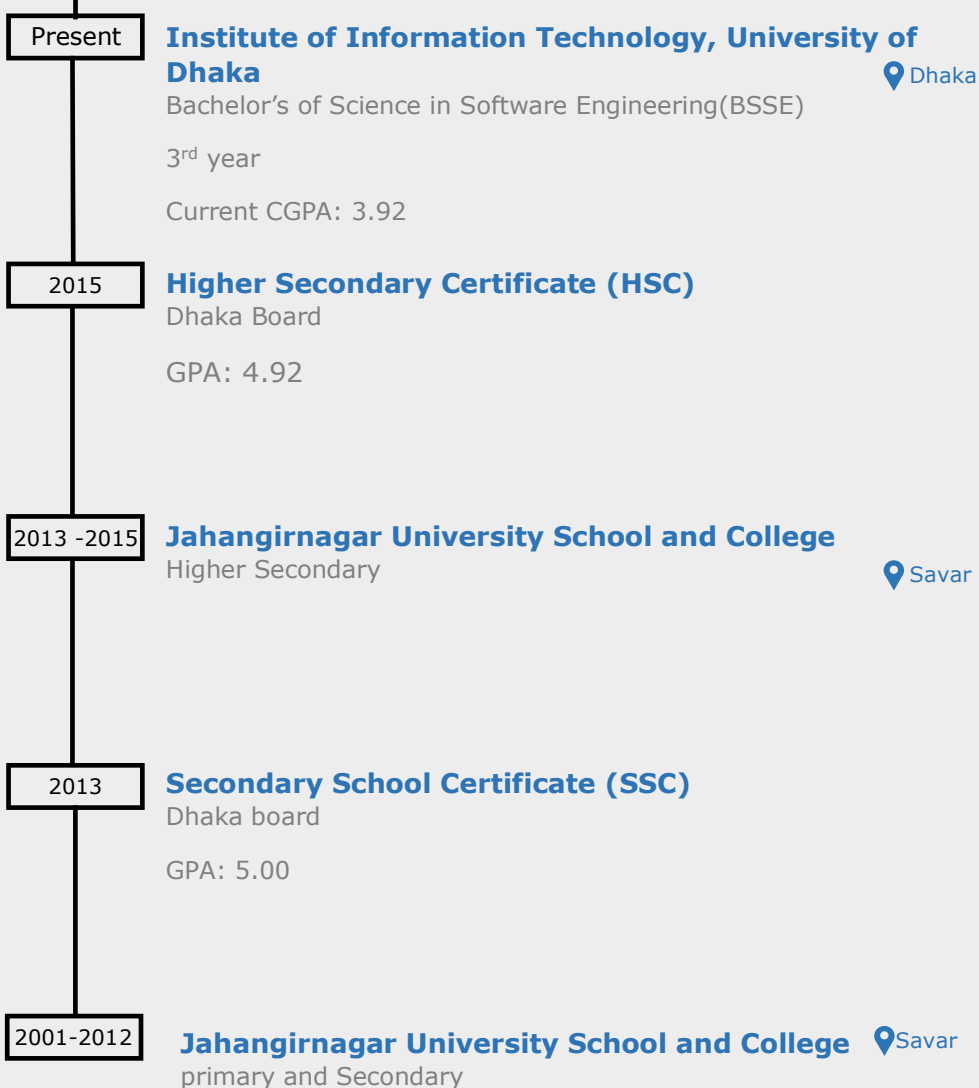 Present
Institute of Information Technology, University of
Dhaka
Dhaka
Bachelor’s of Science in Software Engineering(BSSE)
3rd year
Current CGPA: 3.92
2015
Higher Secondary Certificate (HSC)
Dhaka Board
GPA: 4.92
2013 -2015
Jahangirnagar University School and College
Higher Secondary
Savar
2013
Secondary School Certificate (SSC)
Dhaka board
GPA: 5.00
2001-2012
Jahangirnagar University School and College
Savar
primary and Secondary